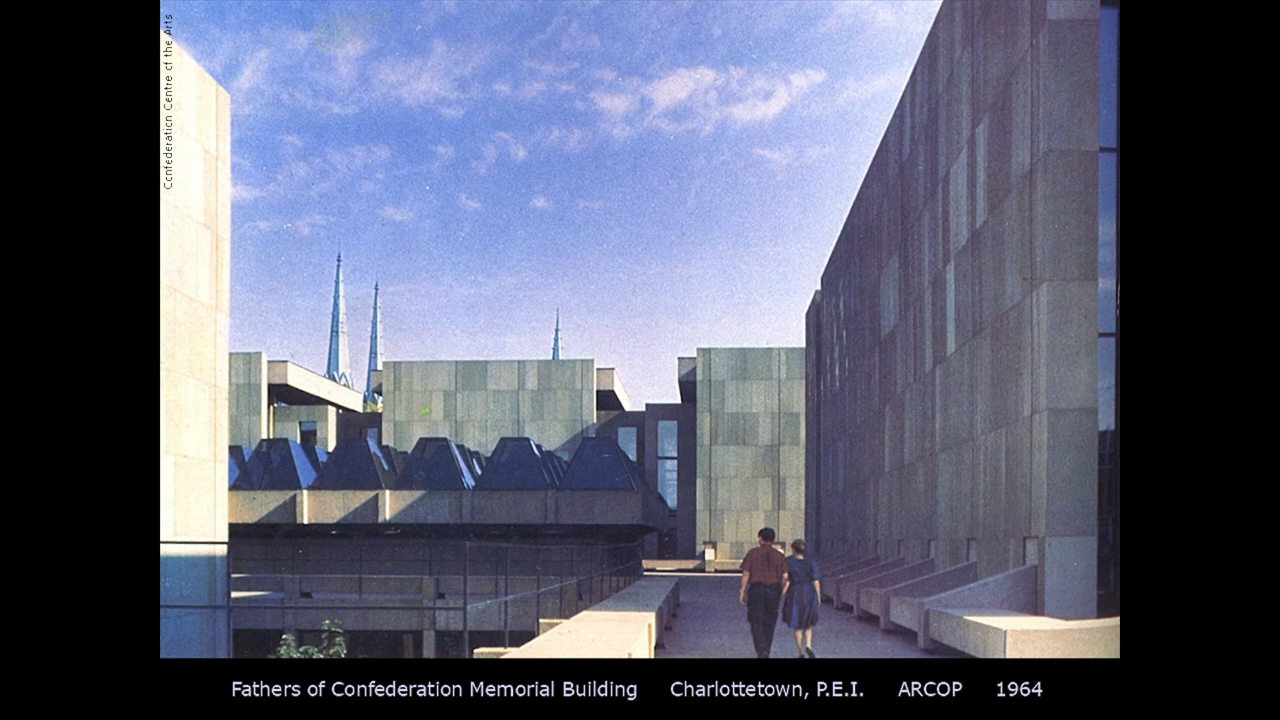 Confederation Centre of the Arts
Fathers of Confederation Memorial Building Charlottetown, P.E.I. ARCOP 1964